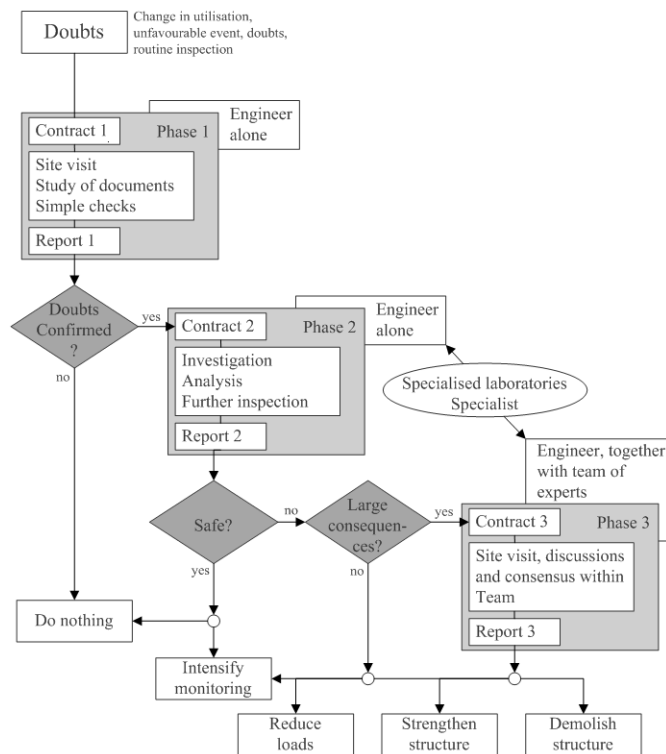 Doubts
Change in utilisation,
unfavourable event, doubts,
routine inspection
Engineer
alone
Contract 1
Phase 1
Site visit
Study of documents
Simple checks
Report 1
Doubts
Confirmed
?
yes
no
Engineer
alone
Contract 2
Phase 2
Investigation
Analysis
Further inspection
Report 2
Specialised laboratories
Specialist
Engineer, together
with team of
experts
Safe?
no
yes
Large
consequen-
ces?
yes
no
Contract 3
Phase 3
Site visit, discussions
and consensus within
Team
Report 3
Do nothing
Intensify
monitoring
Reduce
loads
Strengthen
structure
Demolish
structure